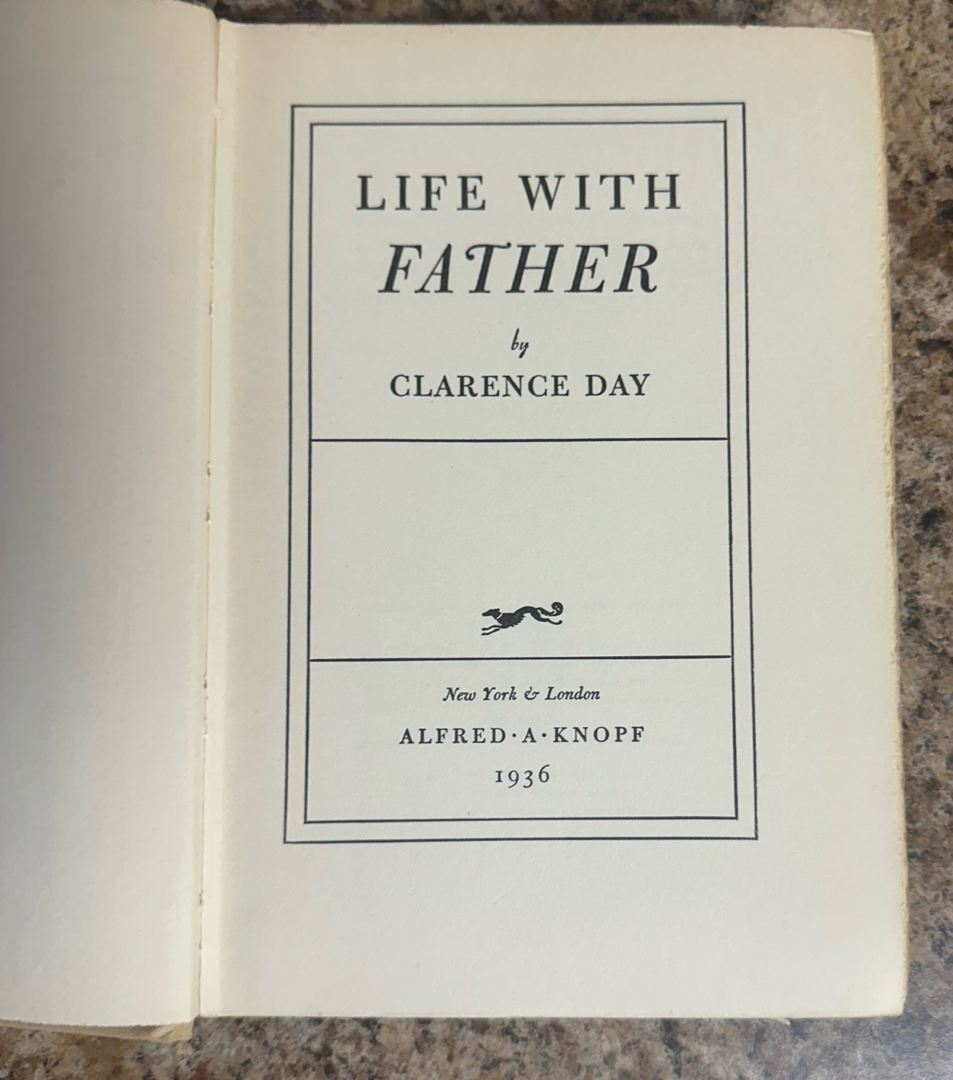 LIFE WITH
FATHER
by
CLARENCE DAY
New York & London
ALFRED·A·KNOPF
1936